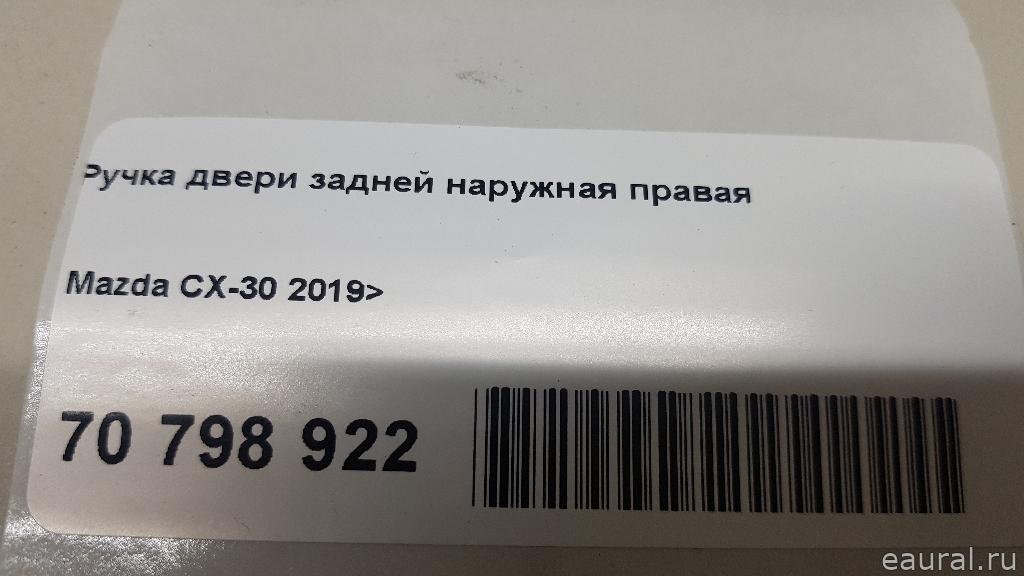 Ручка двери задней наружная правая
Mazda CX-30 2019>
70 798 922
eaural.ru